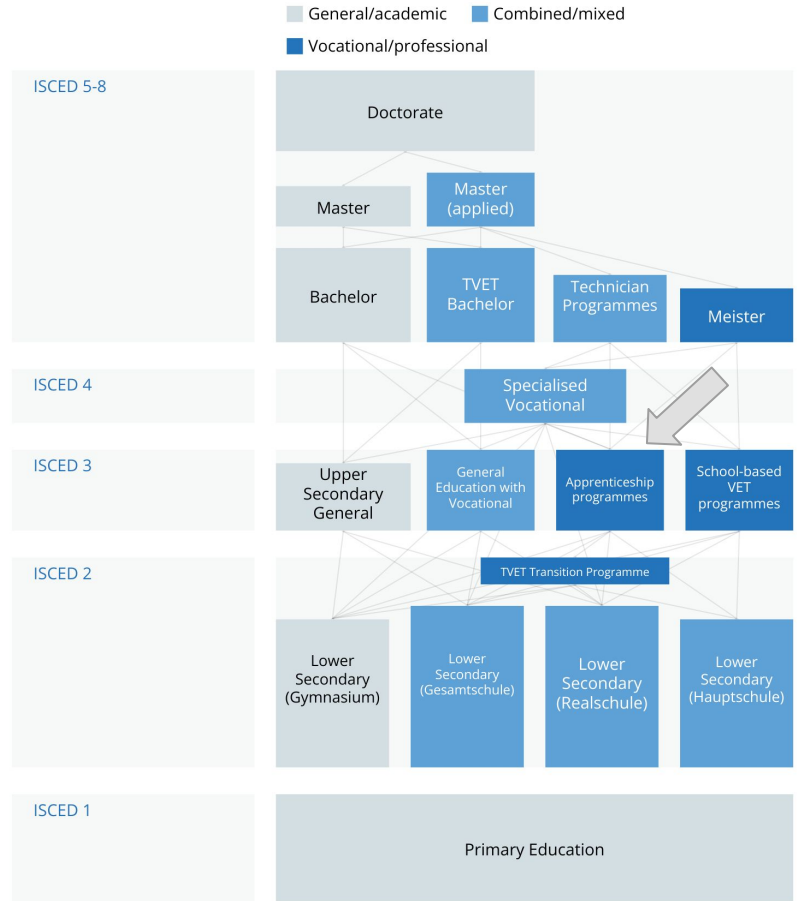 General/academic
Combined/mixed
Vocational/professional
ISCED 5-8
Doctorate
Master
Master
(applied)
Bachelor
TVET
Bachelor
Technician
Programmes
Meister
ISCED 4
Specialised
Vocational
ISCED 3
Upper
Secondary
General
General
Education with
Vocational
Apprenticeship
programmes
School-based
VET
programmes
ISCED 2
TVET Transition Programme
Lower
Secondary
(Gymnasium)
Lower
Secondary
(Gesamtschule)
Lower
Secondary
(Realschule)
Lower
Secondary
(Hauptschule)
ISCED 1
Primary Education